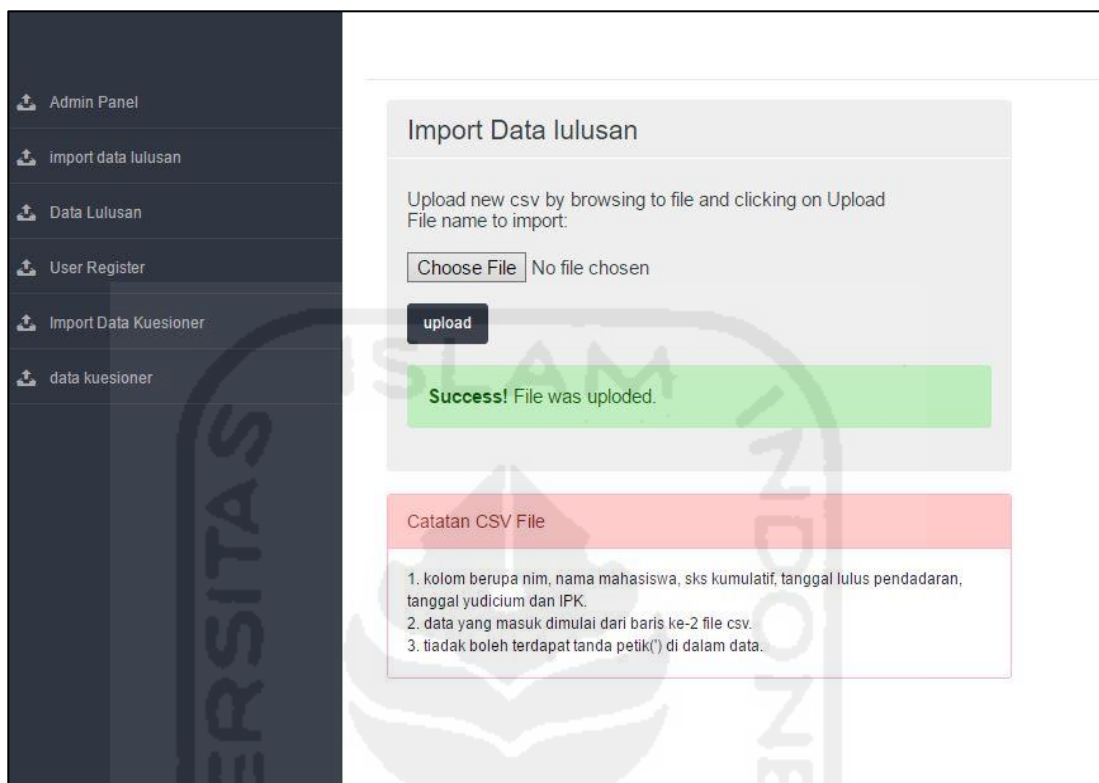 Admin Panel
import data lulusan
Data Lulusan
User Register
Import Data Kuesioner
data kuesioner
Import Data lulusan
Upload new csv by browsing to file and clicking on Upload
File name to import:
Choose File No file chosen
upload
Success! File was uploded.
Catatan CSV File
1. kolom berupa nim, nama mahasiswa, sks kumulatif, tanggal lulus pendadaran,
tanggal yudicium dan IPK.
2. data yang masuk dimulai dari baris ke-2 file csv.
3. tiadak boleh terdapat tanda petik(') di dalam data.
ERSITAS
ISLAM
INDONE